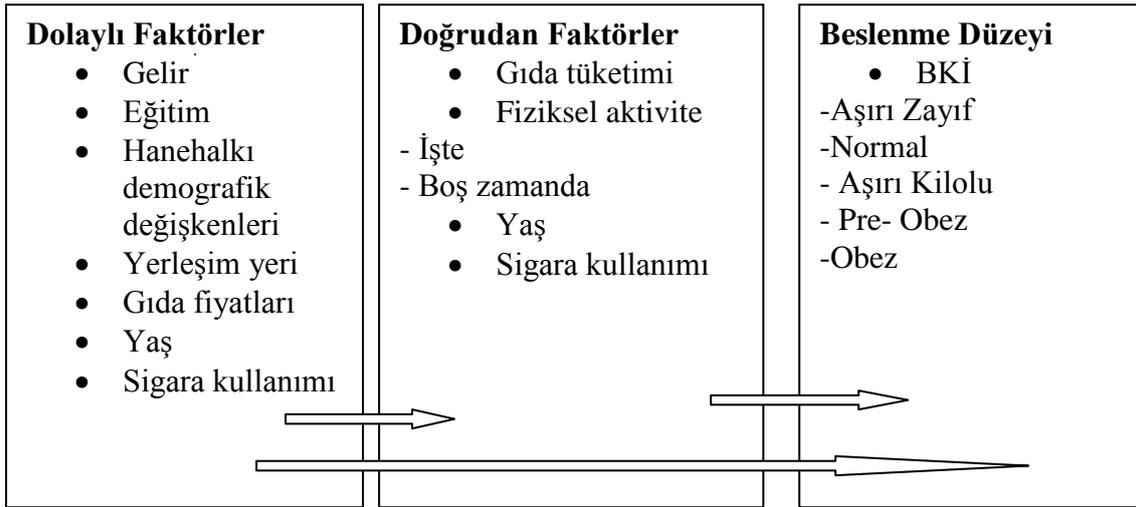 Dolaylı Faktörler
• Gelir
• Eğitim
• Hanehalkı
demografik
değişkenleri
• Yerleşim yeri
• Gıda fiyatları
• Yaş
• Sigara kullanımı
Doğrudan Faktörler
• Gıda tüketimi
• Fiziksel aktivite
- İşte
- Boş zamanda
• Yaş
• Sigara kullanımı
Beslenme Düzeyi
• BKİ
-Aşırı Zayıf
-Normal
- Aşırı Kilolu
- Pre- Obez
-Obez